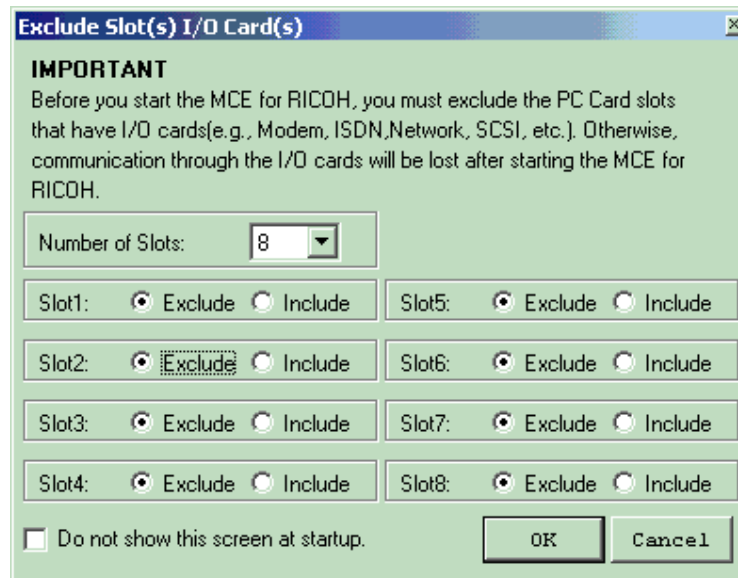 Exclude Slot(s) I/O Card(s)
IMPORTANT
Before you start the MCE for RICOH, you must exclude the PC Card slots
that have I/O cards(e.g., Modem, ISDN,Network, SCSI, etc.). Otherwise,
communication through the I/O cards will be lost after starting the MCE for
RICOH.
Number of Slots: 8
Slot1: Exclude Include Slot5: Exclude Include
Slot2: Exclude Include Slot6: Exclude Include
Slot3: Exclude Include Slot7: Exclude Include
Slot4: Exclude Include Slot8: Exclude Include
Do not show this screen at startup. OK Cancel